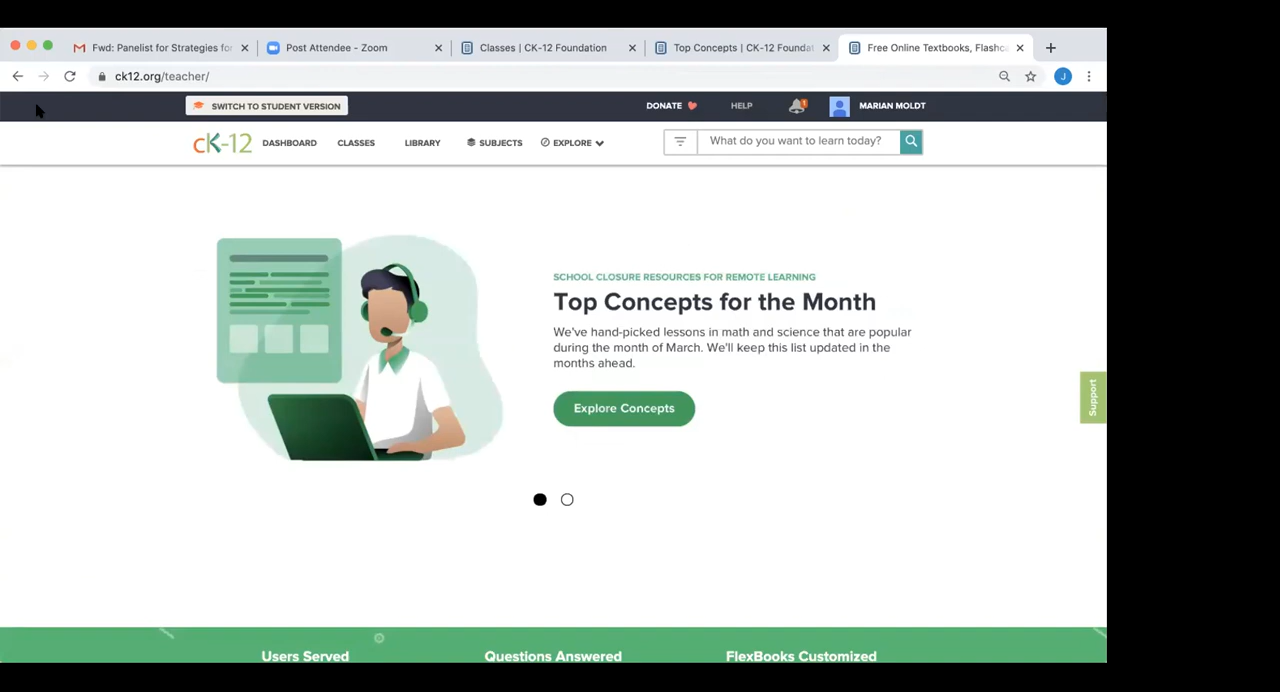 Fwd: Panelist for Strategies for
Post Attendee - Zoom
Classes | CK-12 Foundation
Top Concepts | CK-12 Foundat
Free Online Textbooks, Flashca
ck12.org/teacher/
J
SWITCH TO STUDENT VERSION
DONATE
HELP
1
MARIAN MOLDT
cK-12
DASHBOARD
CLASSES
LIBRARY
SUBJECTS
EXPLORE
What do you want to learn today?
SCHOOL CLOSURE RESOURCES FOR REMOTE LEARNING
Top Concepts for the Month
We've hand-picked lessons in math and science that are popular
during the month of March. We'll keep this list updated in the
months ahead.
Explore Concepts
Support
Users Served
Questions Answered
FlexBooks Customized